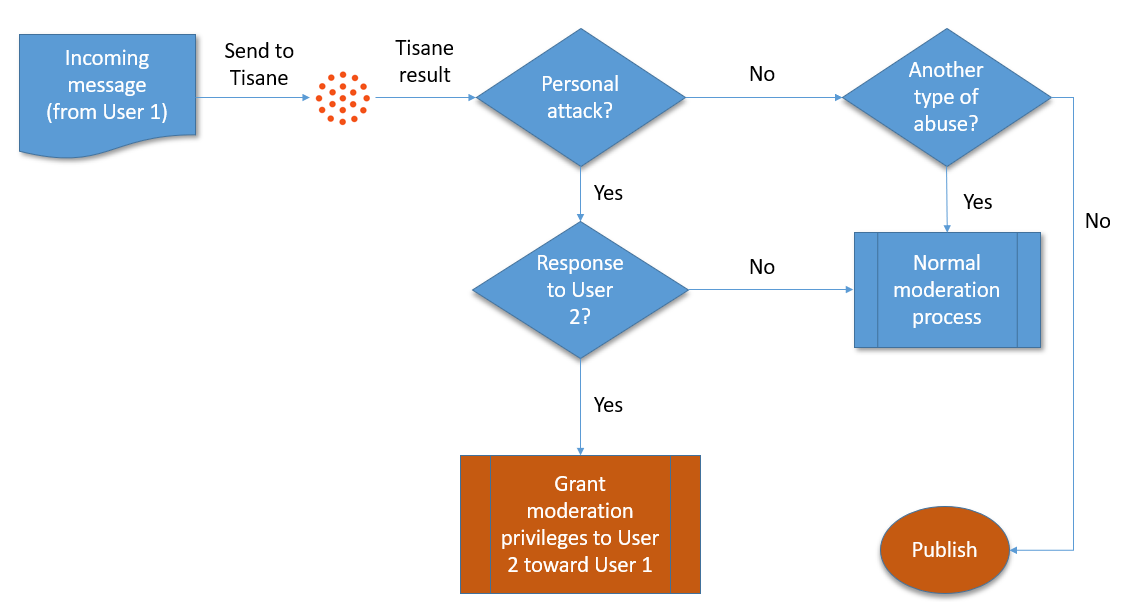 Incoming
message
(from User 1)
Send to
Tisane
Tisane
result
Personal
attack?
No
Another
type of
abuse?
Yes
Yes
No
Response
to User
2?
No
Normal
moderation
process
Yes
Grant
moderation
privileges to User
2 toward User 1
Publish